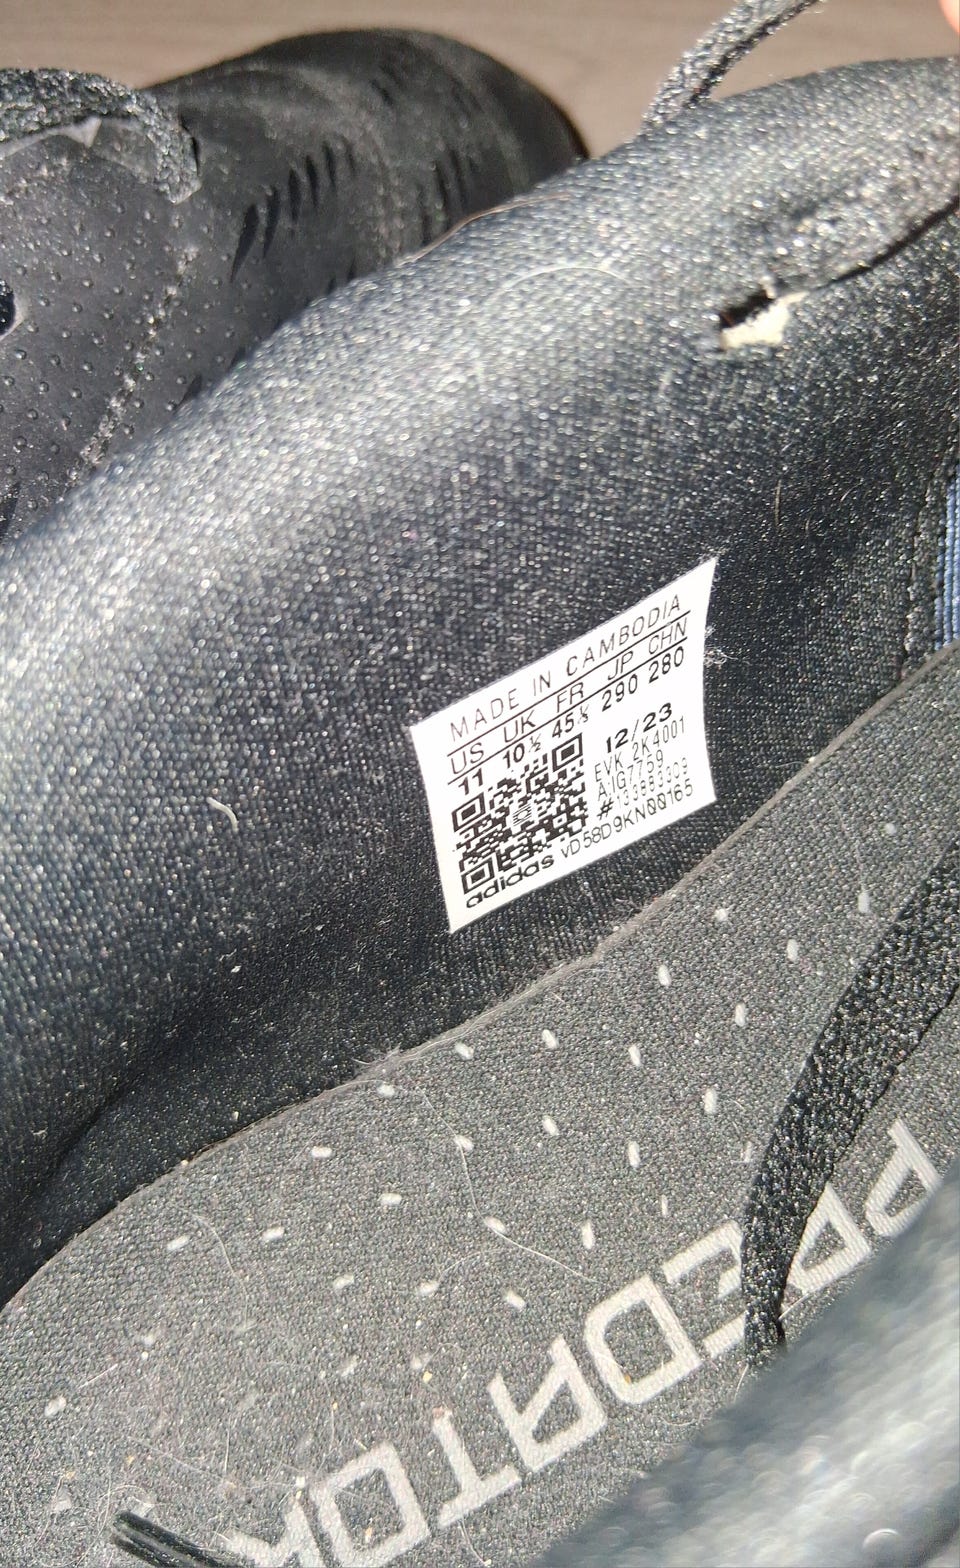 MADE IN CAMBODIA
US UK FR JP CHN
11 10½ 45⅓ 290 280
12/23
EVK 2K4001
adidas VD58D9KN00165
PREDATOR